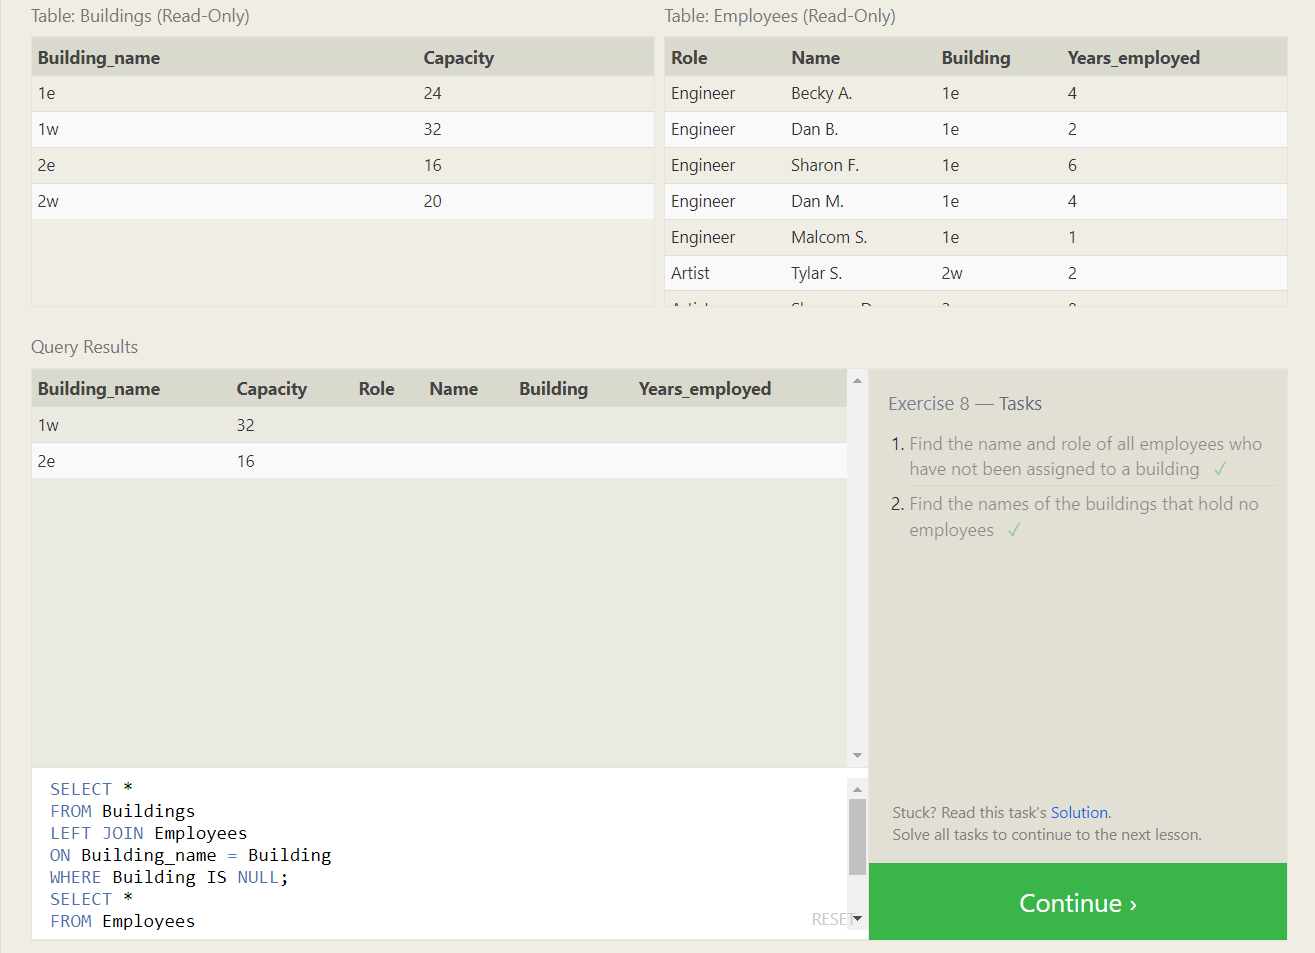 Table: Buildings (Read-Only)
Building_name Capacity
1e 24
1w 32
2e 16
2w 20
Table: Employees (Read-Only)
Role Name Building Years_employed
Engineer Becky A. 1e 4
Engineer Dan B. 1e 2
Engineer Sharon F. 1e 6
Engineer Dan M. 1e 4
Engineer Malcom S. 1e 1
Artist Tylar S. 2w 2
Query Results
Building_name Capacity Role Name Building Years_employed
1w 32
2e 16
Exercise 8 — Tasks
1. Find the name and role of all employees who
have not been assigned to a building ✓
2. Find the names of the buildings that hold no
employees ✓
Stuck? Read this task's Solution.
Solve all tasks to continue to the next lesson.
Continue ›
SELECT *
FROM Buildings
LEFT JOIN Employees
ON Building_name = Building
WHERE Building IS NULL;
SELECT *
FROM Employees
RESET